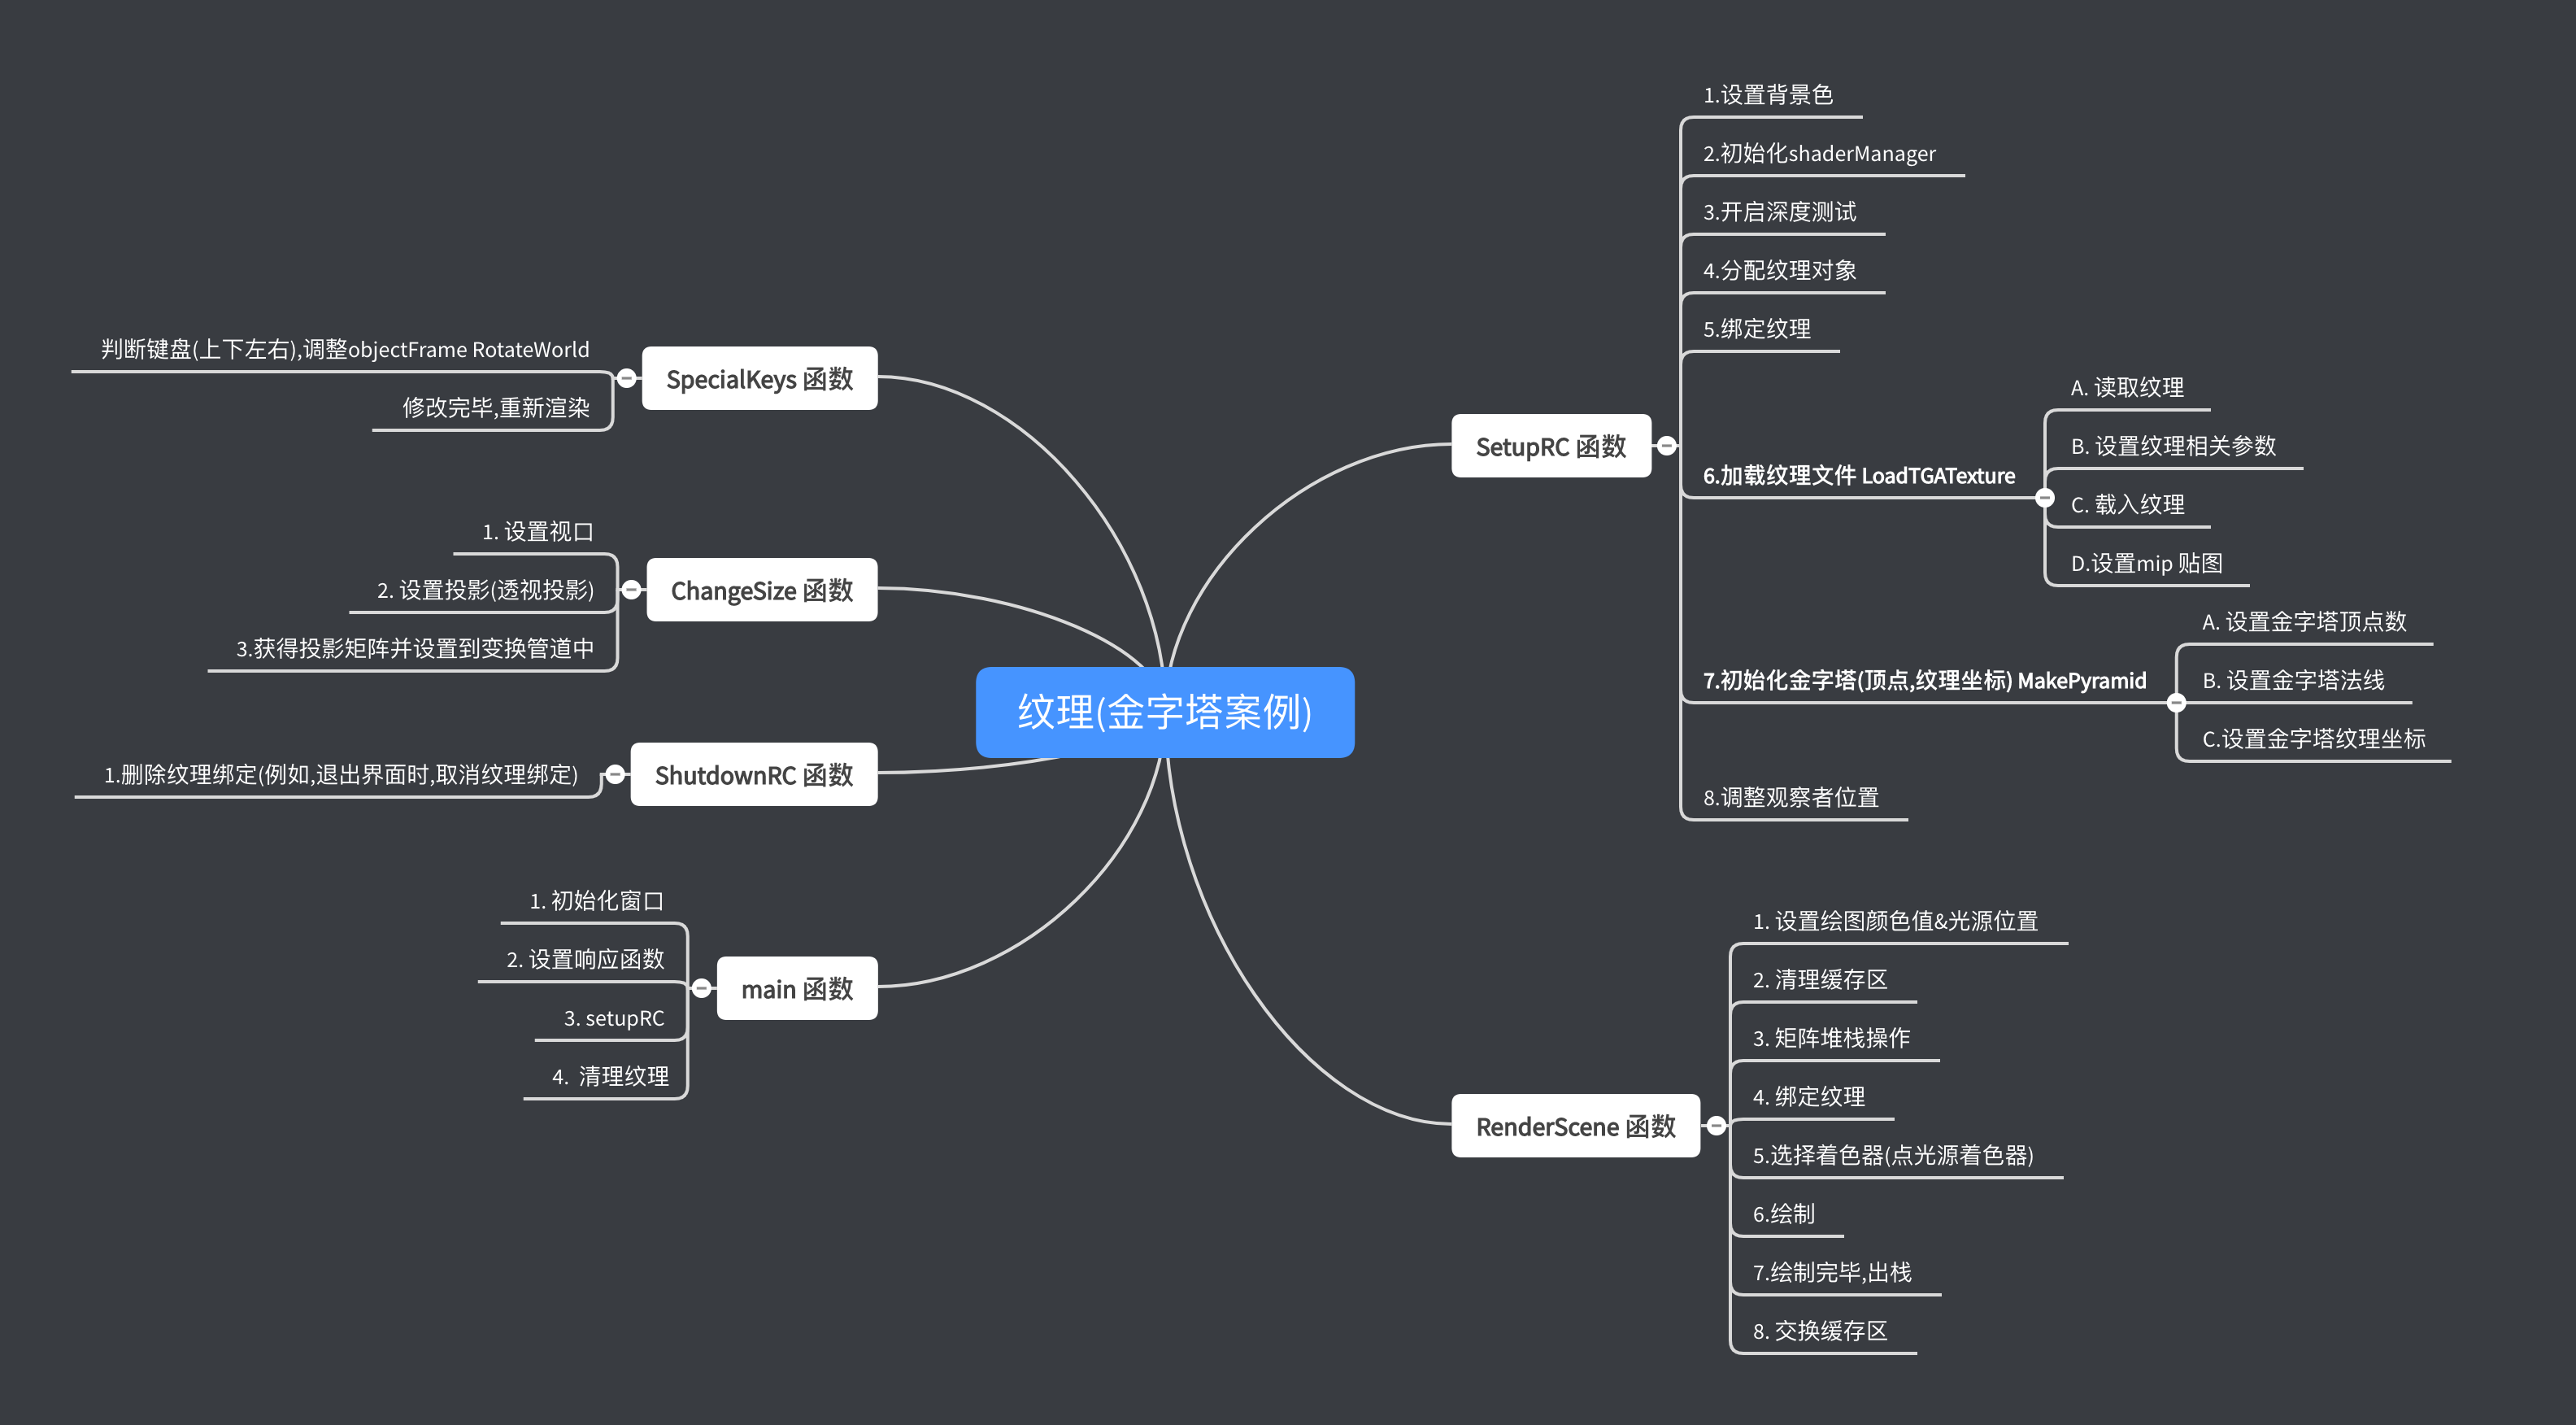 纹理(金字塔案例)
SetupRC 函数
1.设置背景色
2.初始化shaderManager
3.开启深度测试
4.分配纹理对象
5.绑定纹理
6.加载纹理文件 LoadTGATexture
A. 读取纹理
B. 设置纹理相关参数
C. 载入纹理
D.设置mip 贴图
7.初始化金字塔(顶点,纹理坐标) MakePyramid
A. 设置金字塔顶点数
B. 设置金字塔法线
C.设置金字塔纹理坐标
8.调整观察者位置
RenderScene 函数
1. 设置绘图颜色值&光源位置
2. 清理缓存区
3. 矩阵堆栈操作
4. 绑定纹理
5.选择着色器(点光源着色器)
6.绘制
7.绘制完毕,出栈
8. 交换缓存区
SpecialKeys 函数
判断键盘(上下左右),调整objectFrame RotateWorld
修改完毕,重新渲染
ChangeSize 函数
1. 设置视口
2. 设置投影(透视投影)
3.获得投影矩阵并设置到变换管道中
ShutdownRC 函数
1.删除纹理绑定(例如,退出界面时,取消纹理绑定)
main 函数
1. 初始化窗口
2. 设置响应函数
3. setupRC
4. 清理纹理